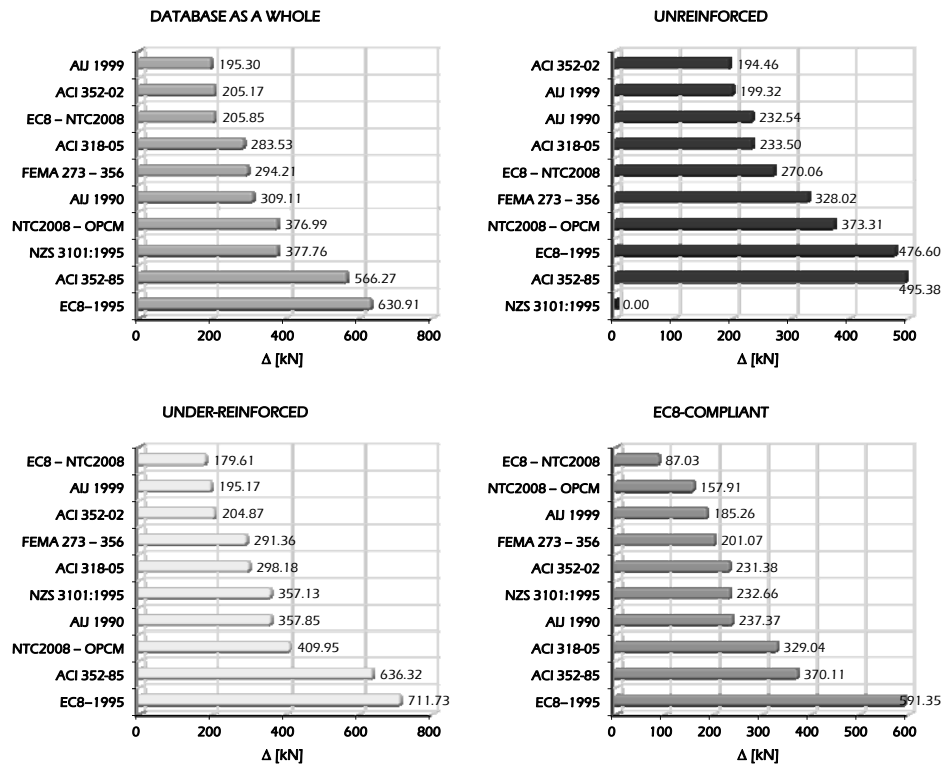 DATABASE AS A WHOLE
AIJ 1999 195.30
ACI 352-02 205.17
EC8 – NTC2008 205.85
ACI 318-05 283.53
FEMA 273 – 356 294.21
AIJ 1990 309.11
NTC2008 – OPCM 376.99
NZS 3101:1995 377.76
ACI 352-85 566.27
EC8–1995 630.91
0 200 400 600 800
Δ [kN]
UNREINFORCED
ACI 352-02 194.46
AIJ 1999 199.32
AIJ 1990 232.54
ACI 318-05 233.50
EC8 – NTC2008 270.06
FEMA 273 – 356 328.02
NTC2008 – OPCM 373.31
EC8–1995 476.60
ACI 352-85 495.38
NZS 3101:1995 0.00
0 100 200 300 400 500
Δ [kN]
UNDER-REINFORCED
EC8 – NTC2008 179.61
AIJ 1999 195.17
ACI 352-02 204.87
FEMA 273 – 356 291.36
ACI 318-05 298.18
NZS 3101:1995 357.13
AIJ 1990 357.85
NTC2008 – OPCM 409.95
ACI 352-85 636.32
EC8–1995 711.73
0 200 400 600 800
Δ [kN]
EC8-COMPLIANT
EC8 – NTC2008 87.03
NTC2008 – OPCM 157.91
AIJ 1999 185.26
FEMA 273 – 356 201.07
ACI 352-02 231.38
NZS 3101:1995 232.66
AIJ 1990 237.37
ACI 318-05 329.04
ACI 352-85 370.11
EC8–1995 591.35
0 100 200 300 400 500 600
Δ [kN]